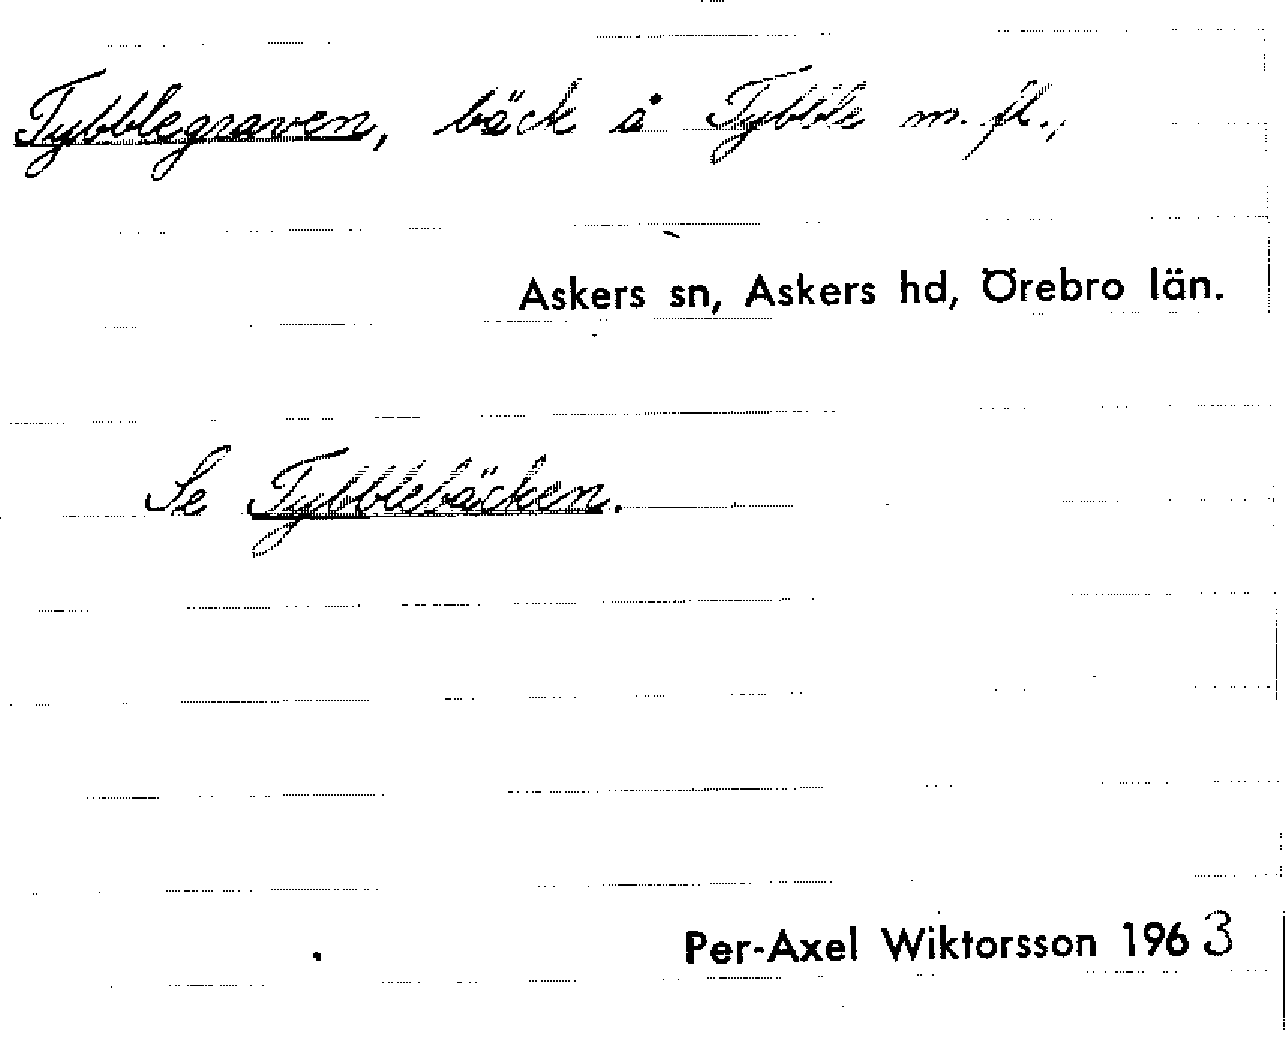 Tybblegraven, bäck å Tybble m. fl.,
Askers sn, Askers hd, Örebro län.
Se Tybblebäcken.
Per-Axel Wiktorsson 1963